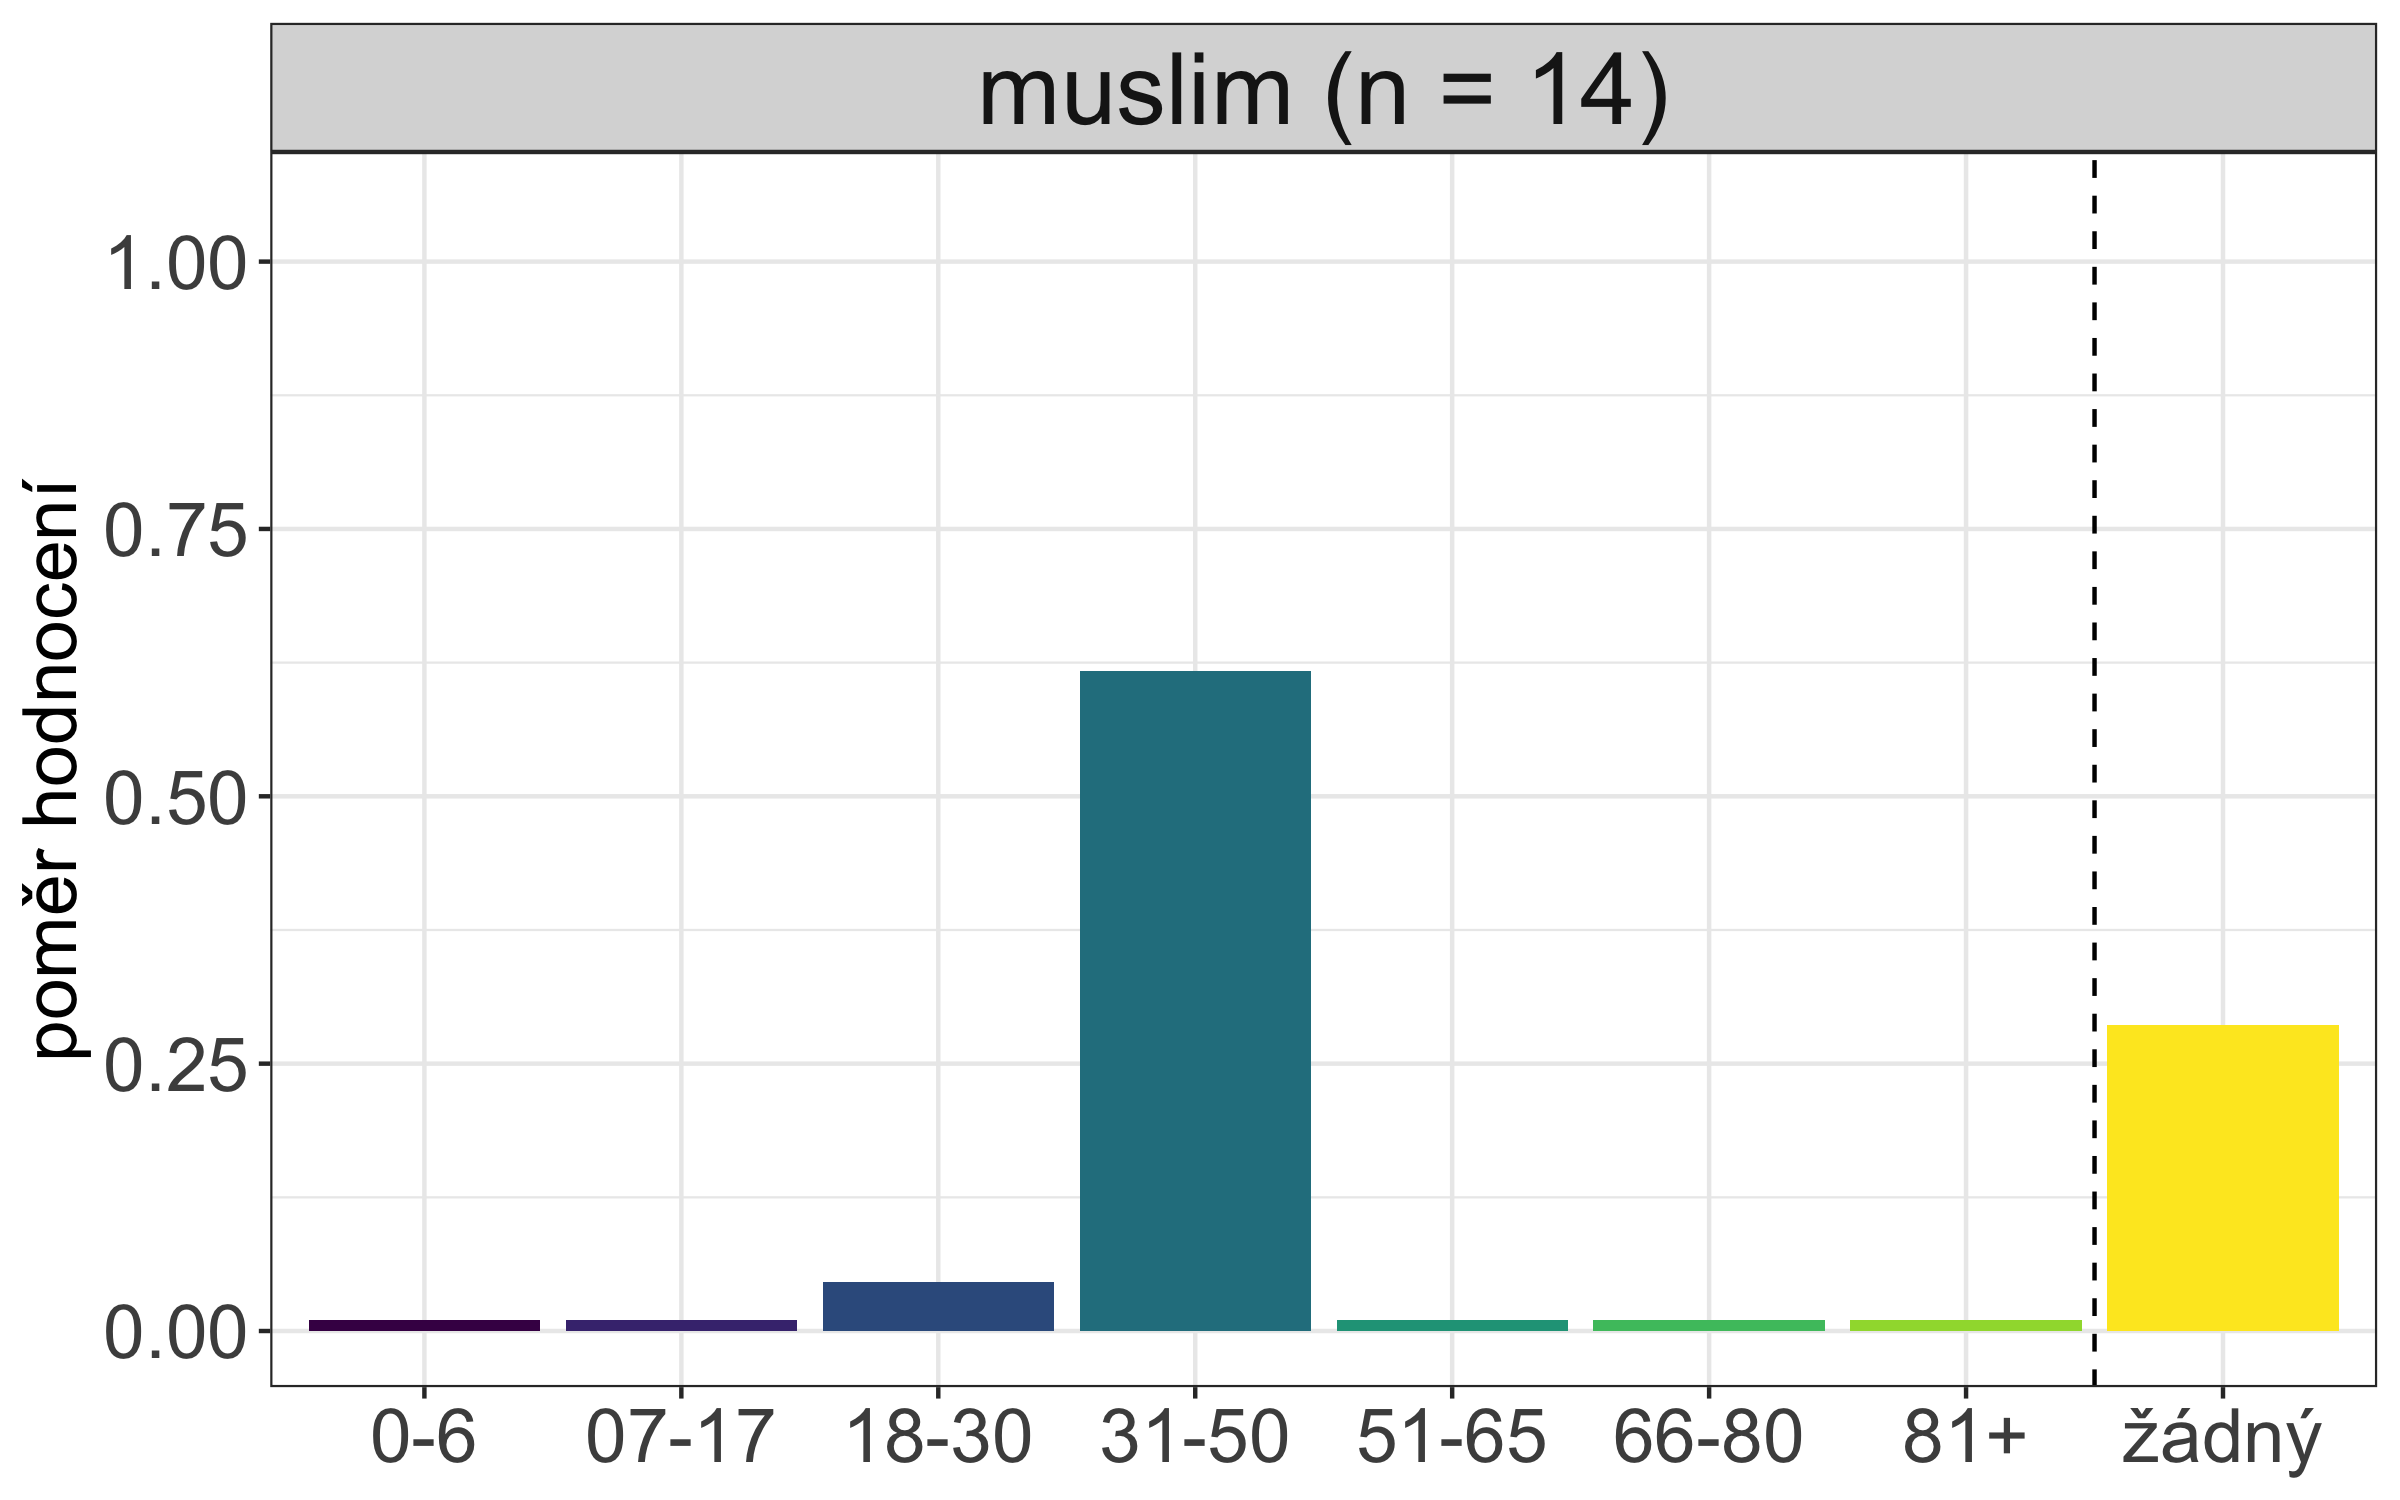 muslim (n = 14)
poměr hodnocení
1.00
0.75
0.50
0.25
0.00
0-6 07-17 18-30 31-50 51-65 66-80 81+ žádný